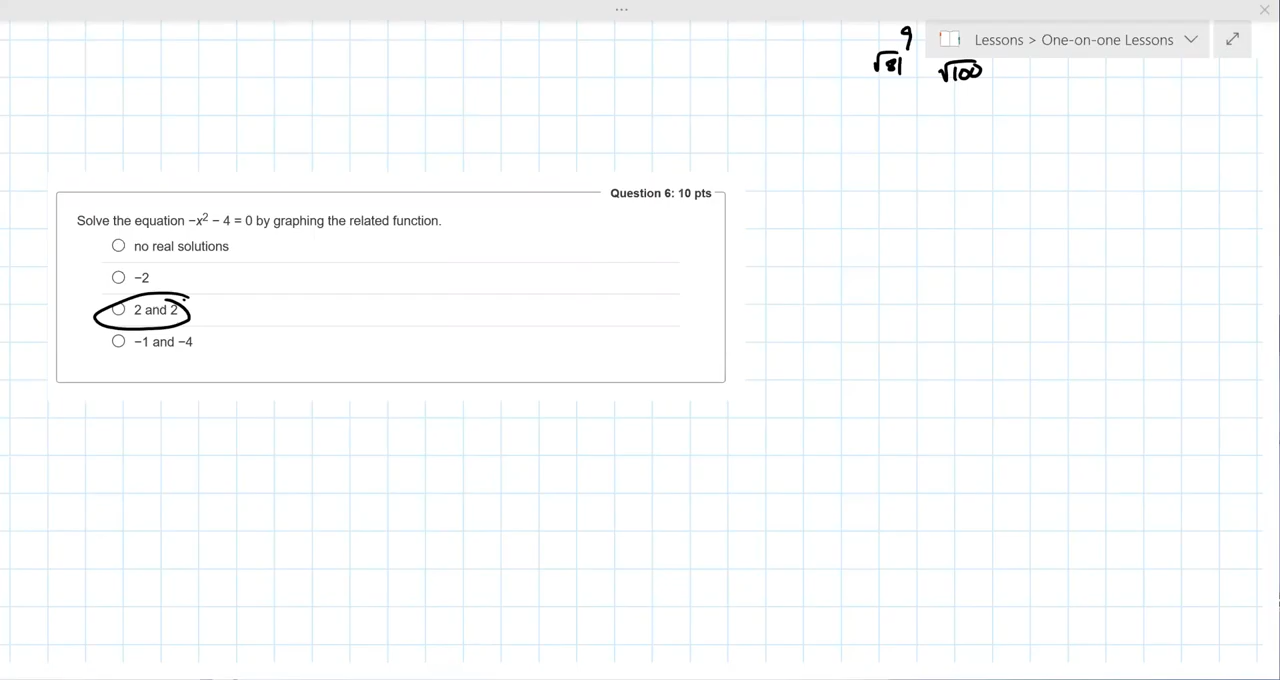 9
Lessons > One-on-one Lessons
√81 √100
Question 6: 10 pts
Solve the equation −x² − 4 = 0 by graphing the related function.
no real solutions
−2
2 and 2
−1 and −4